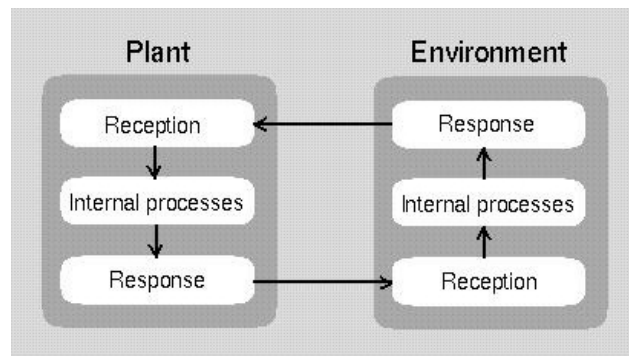 Plant
Environment
Reception
Internal processes
Response
Response
Internal processes
Reception